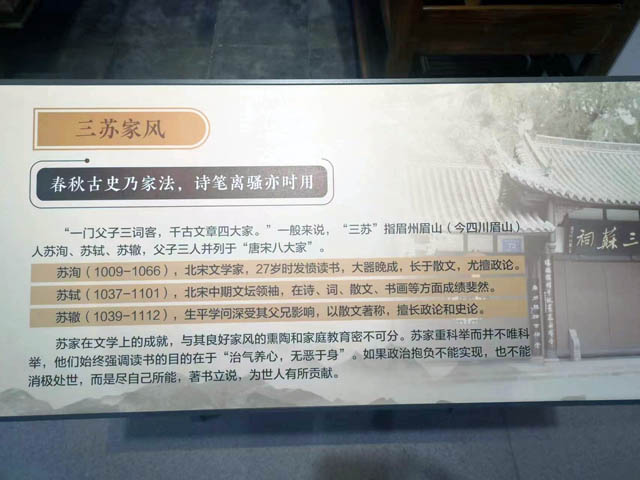 三苏家风
春秋古史乃家法，诗笔离骚亦时用
“一门父子三词客，千古文章四大家。”一般来说，“三苏”指眉州眉山（今四川眉山）
人苏洵、苏轼、苏辙，父子三人并列于“唐宋八大家”。
苏洵（1009-1066），北宋文学家，27岁时发愤读书，大器晚成，长于散文，尤擅政论。
苏轼（1037-1101），北宋中期文坛领袖，在诗、词、散文、书画等方面成绩斐然。
苏辙（1039-1112），生平学问深受其父兄影响，以散文著称，擅长政论和史论。
苏家在文学上的成就，与其良好家风的熏陶和家庭教育密不可分。苏家重科举而并不唯科
举，他们始终强调读书的目的在于“治气养心，无恶于身”。如果政治抱负不能实现，也不能
消极处世，而是尽自己所能，著书立说，为世人有所贡献。
三蘇祠